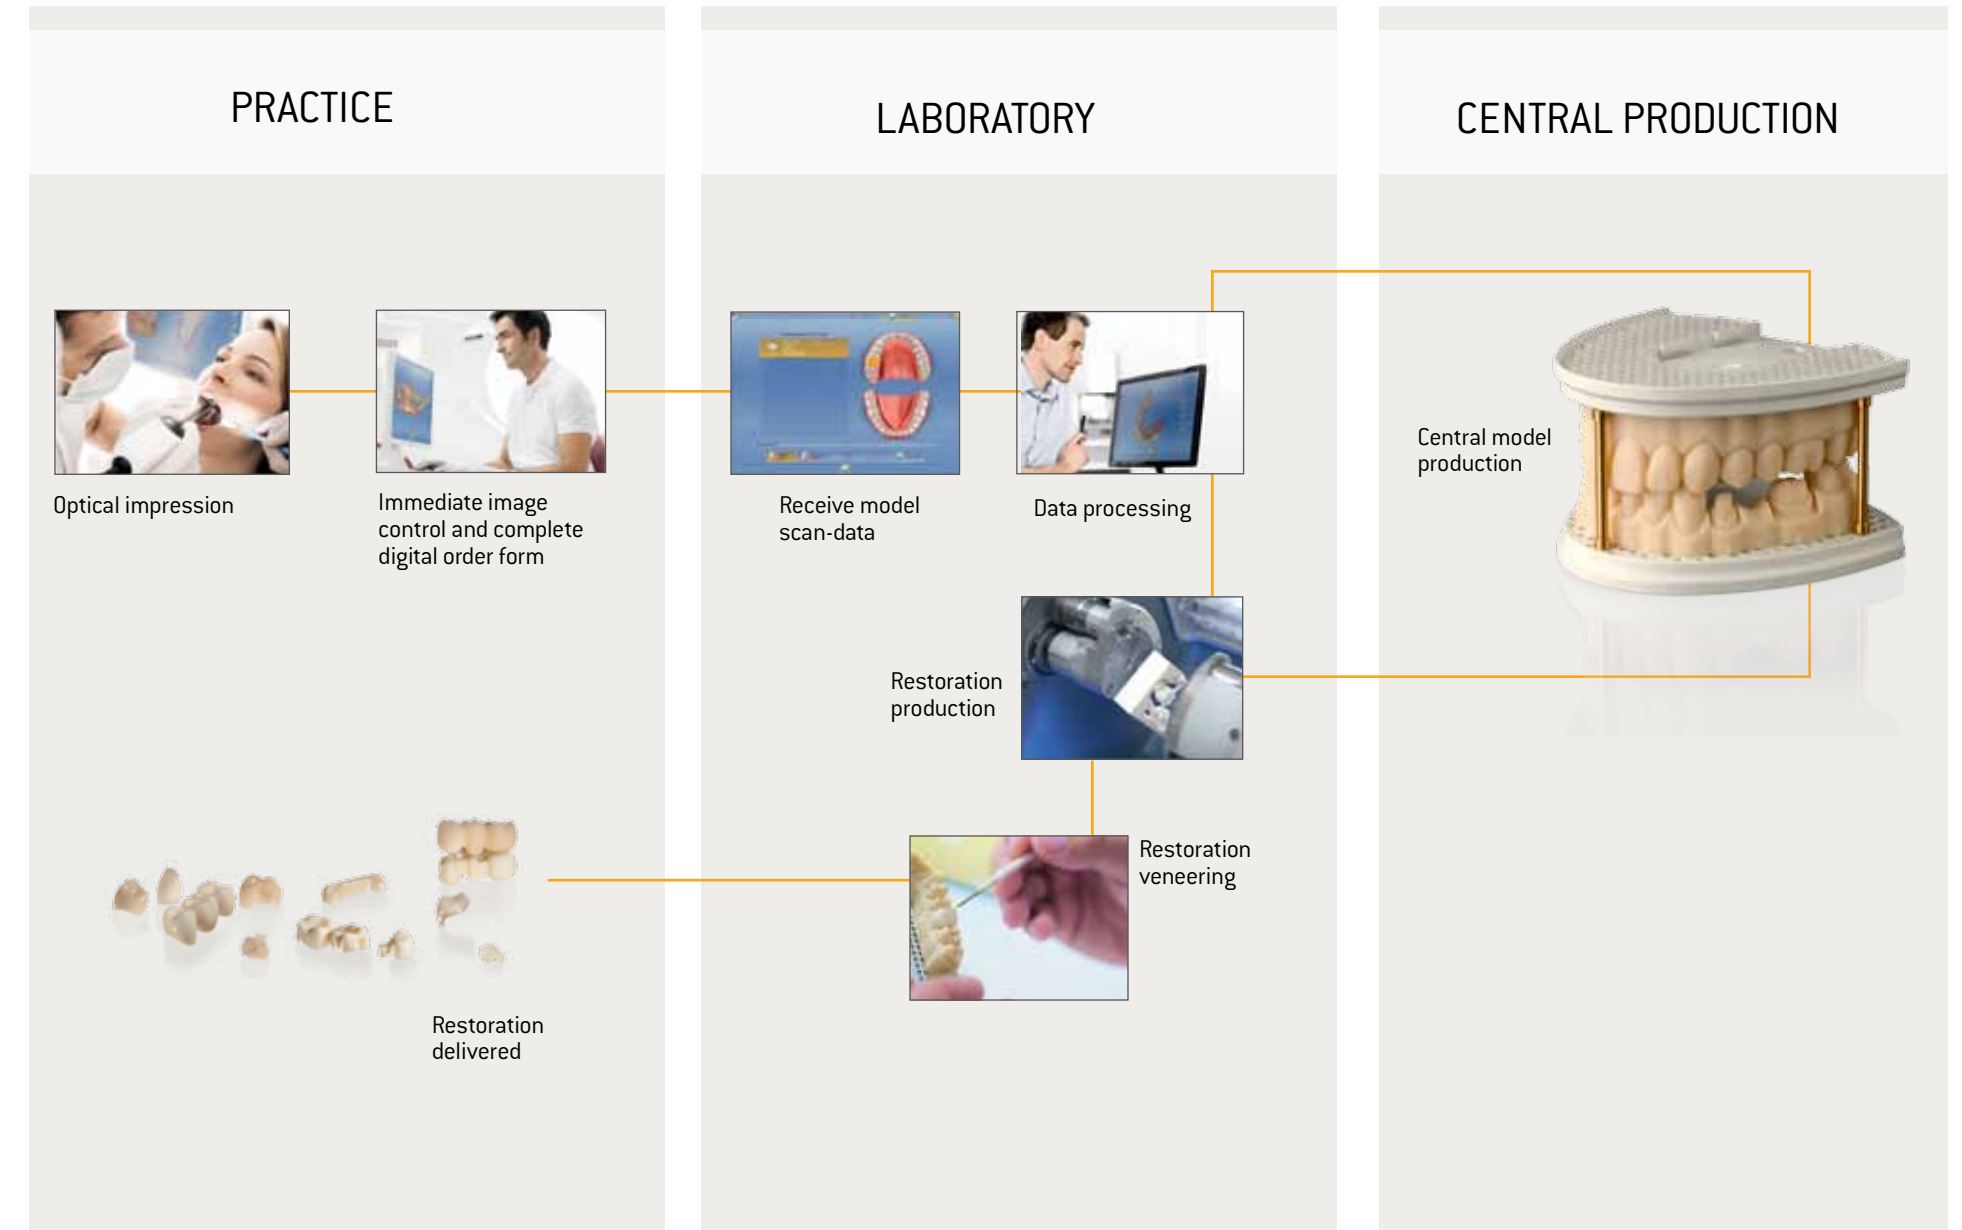 PRACTICE
LABORATORY
CENTRAL PRODUCTION
Optical impression
Immediate image
control and complete
digital order form
Receive model
scan-data
Data processing
Central model
production
Restoration
production
Restoration
veneering
Restoration
delivered